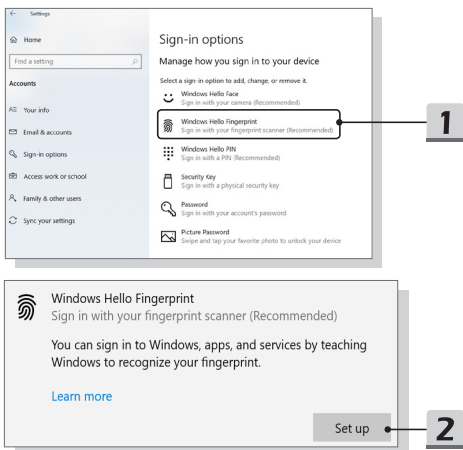 Settings
Home
Find a setting
Accounts
Your info
Email & accounts
Sign-in options
Access work or school
Family & other users
Sync your settings
Sign-in options
Manage how you sign in to your device
Select a sign-in option to add, change, or remove it.
Windows Hello Face
Sign in with your camera (Recommended)
Windows Hello Fingerprint
Sign in with your fingerprint scanner (Recommended)
Windows Hello PIN
Sign in with a PIN (Recommended)
Security Key
Sign in with a physical security key
Password
Sign in with your account's password
Picture Password
Swipe and tap your favorite photo to unlock your device
1
Windows Hello Fingerprint
Sign in with your fingerprint scanner (Recommended)
You can sign in to Windows, apps, and services by teaching
Windows to recognize your fingerprint.
Learn more
Set up
2